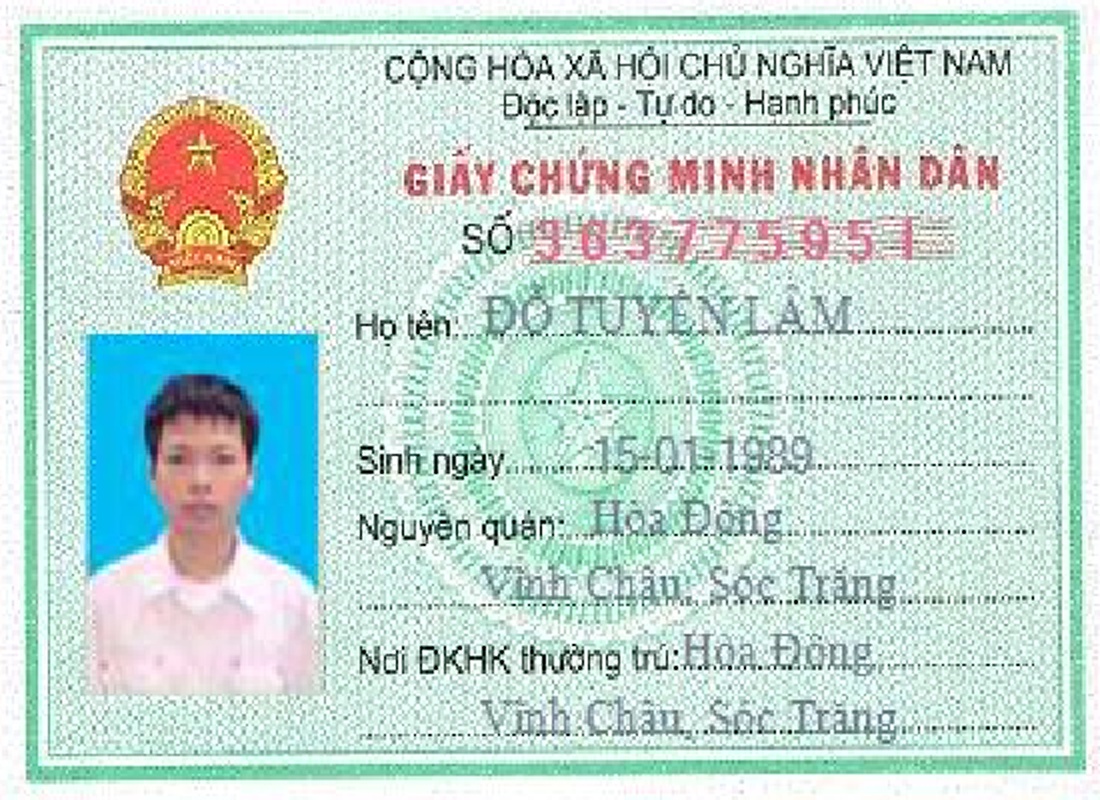 CỘNG HÒA XÃ HỘI CHỦ NGHĨA VIỆT NAM
Độc lập - Tự do - Hạnh phúc
GIẤY CHỨNG MINH NHÂN DÂN
SỐ 363775951
Họ tên: ĐỖ TUYÊN LÂM
Sinh ngày 15-01-1989
Nguyên quán: Hòa Đông
Vĩnh Châu, Sóc Trăng
Nơi ĐKHK thường trú: Hòa Đông,
Vĩnh Châu, Sóc Trăng